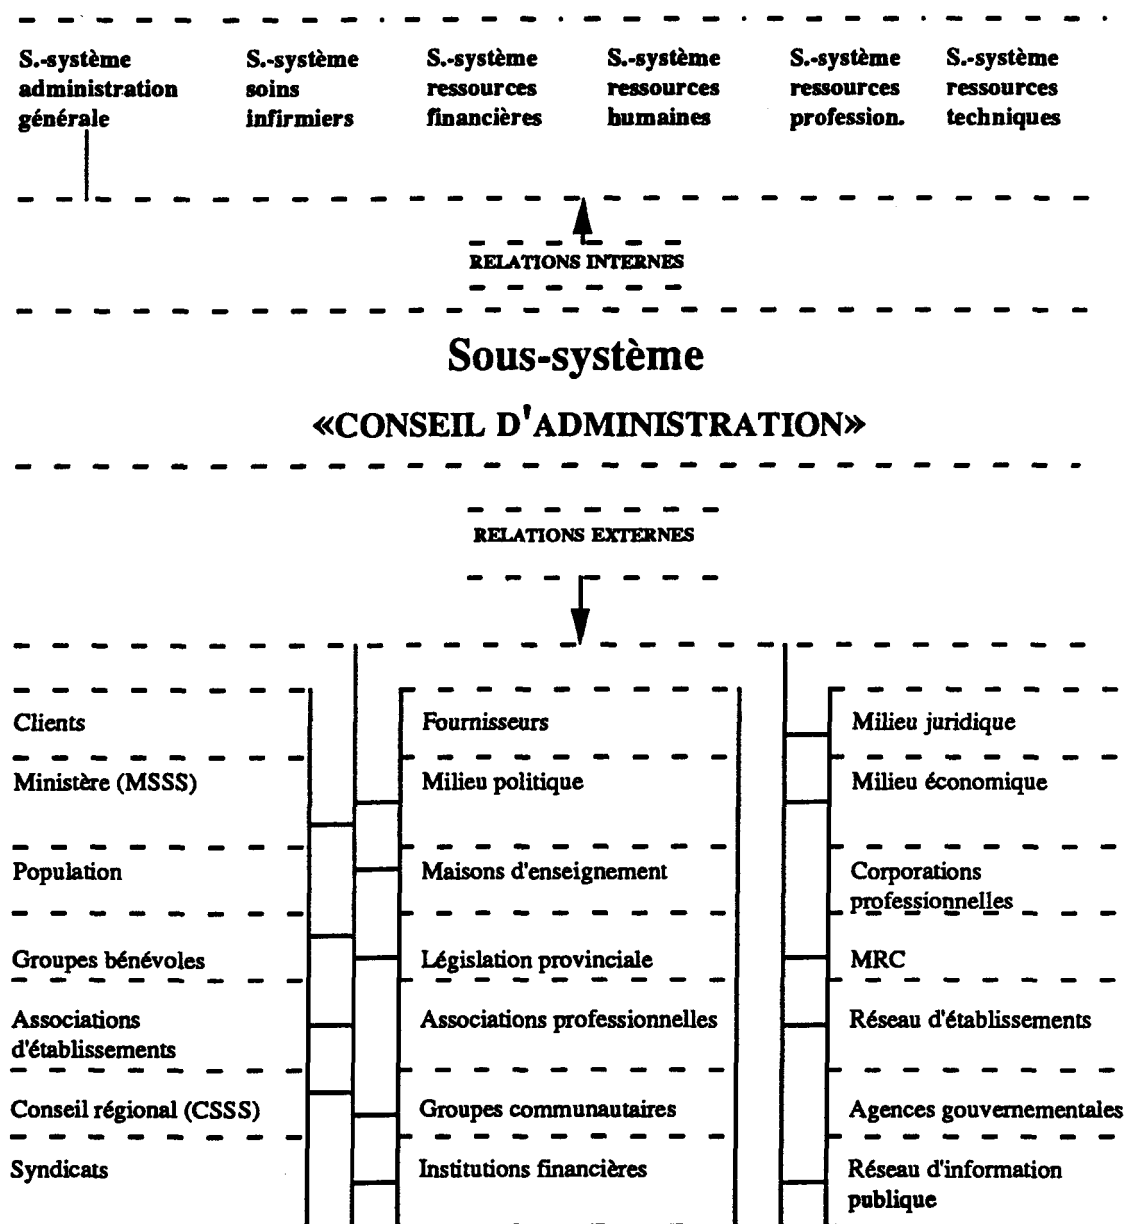 S.-système
administration
générale
S.-système
soins
infirmiers
S.-système
ressources
financières
S.-système
ressources
humaines
S.-système
ressources
profession.
S.-système
ressources
techniques
RELATIONS INTERNES
Sous-système
«CONSEIL D'ADMINISTRATION»
RELATIONS EXTERNES
Clients
Ministère (MSSS)
Population
Groupes bénévoles
Associations
d'établissements
Conseil régional (CSSS)
Syndicats
Fournisseurs
Milieu politique
Maisons d'enseignement
Législation provinciale
Associations professionnelles
Groupes communautaires
Institutions financières
Milieu juridique
Milieu économique
Corporations
professionnelles
MRC
Réseau d'établissements
Agences gouvernementales
Réseau d'information
publique